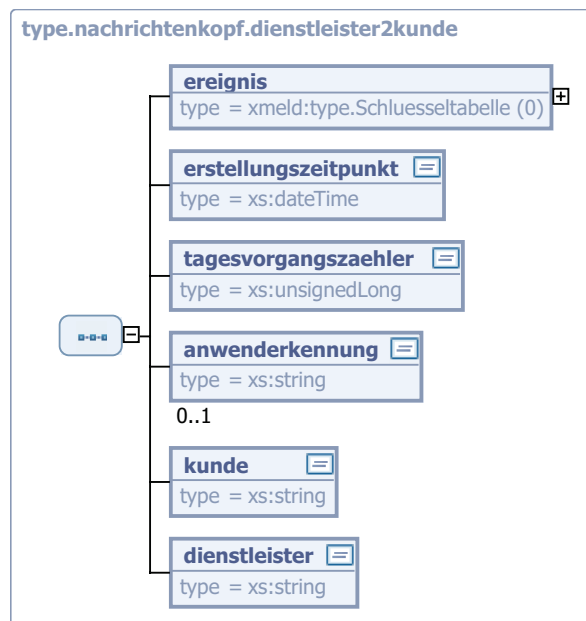 type.nachrichtenkopf.dienstleister2kunde
ereignis
type = xmeld:type.Schluesseltabelle (0)
erstellungszeitpunkt
type = xs:dateTime
tagesvorgangszaehler
type = xs:unsignedLong
anwenderkennung
type = xs:string
0..1
kunde
type = xs:string
dienstleister
type = xs:string